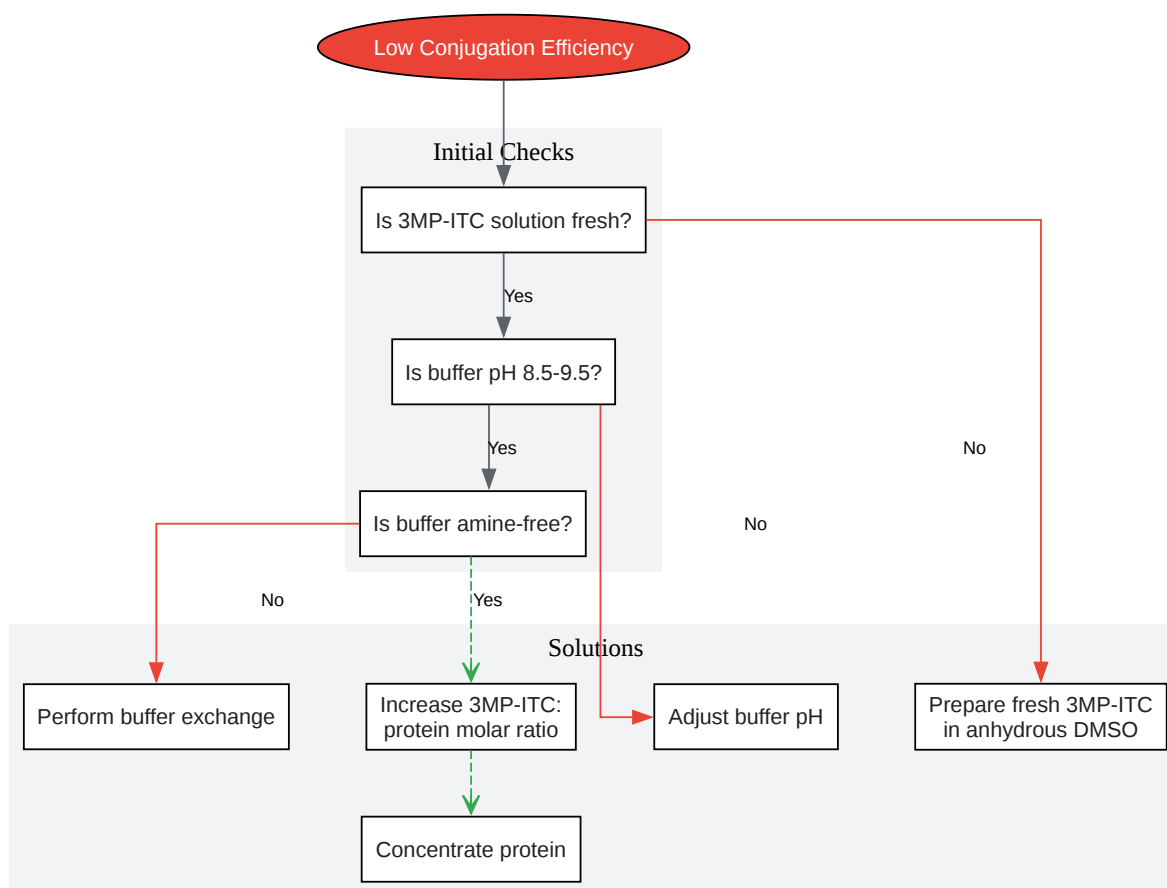 Low Conjugation Efficiency
Initial Checks
Is 3MP-ITC solution fresh?
Yes
Is buffer pH 8.5-9.5?
Yes
No
Is buffer amine-free?
No
No
Yes
Solutions
Perform buffer exchange
Increase 3MP-ITC:
protein molar ratio
Adjust buffer pH
Prepare fresh 3MP-ITC
in anhydrous DMSO
Concentrate protein